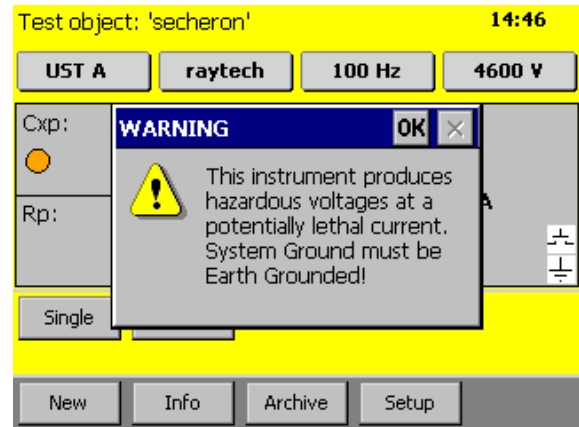 Test object: 'secheron' 14:46
UST A raytech 100 Hz 4600 V
Cxp:
WARNING OK
This instrument produces
hazardous voltages at a
Rp:
potentially lethal current.
System Ground must be
Earth Grounded!
Single
New Info Archive Setup